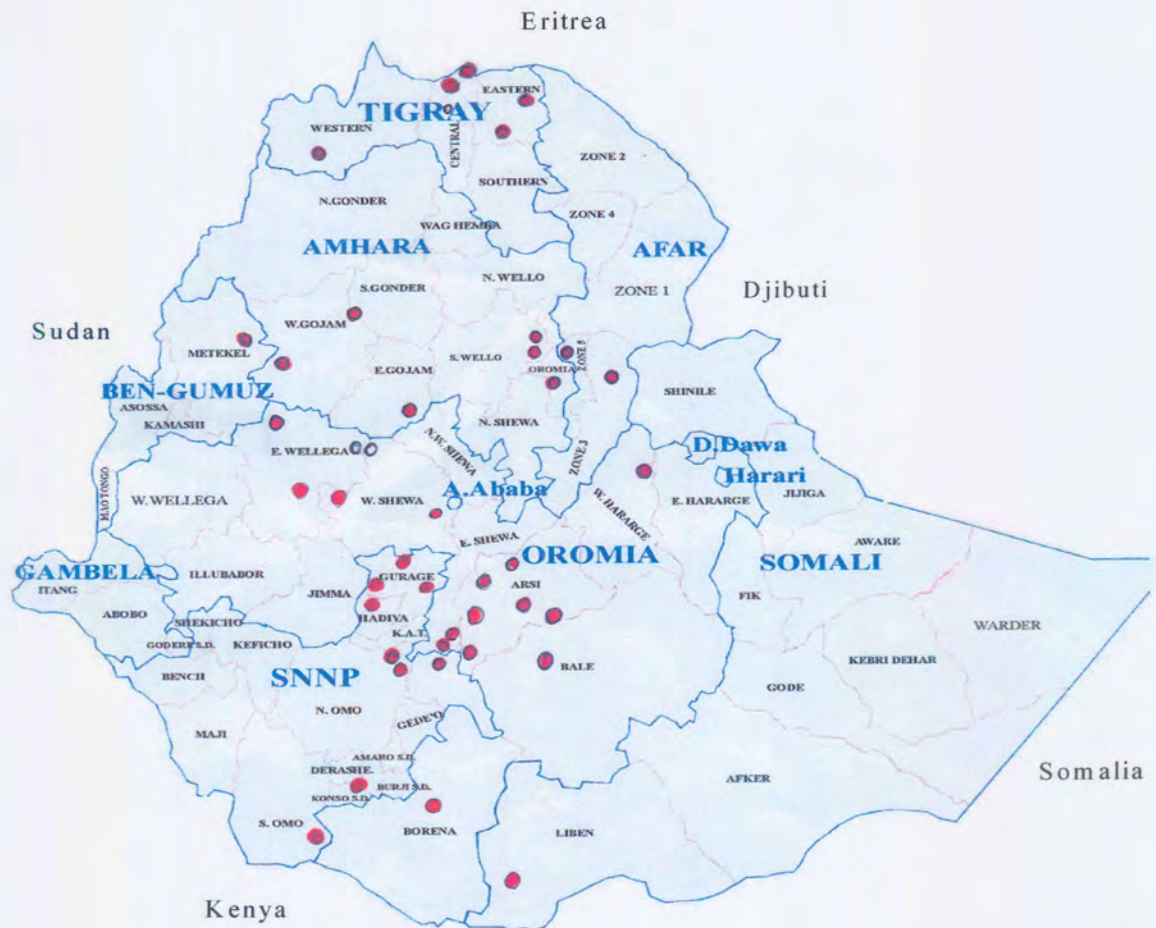 Eritrea
EASTERN
TIGRAY
WESTERN
CENTRAL
ZONE 2
SOUTHERN
N.GONDER
ZONE 4
WAG HEMRA
AMHARA
AFAR
N. WELLO
S.GONDER
ZONE 1
Djibuti
W.GOJAM
Sudan
METEKEL
S. WELLO
ZONE 5
E.GOJAM
OROMIA
BEN-GUMUZ
SHINILE
ASSOSA
KAMASHI
N. SHEWA
E. WELLEGA
N.W. SHEWA
D.Dawa
ZONE 3
Harari
MAO TONGO
W.WELLEGA
W. SHEWA
A.Ababa
E. HARARGE
JIJIGA
W. HARARGE
E. SHEWA
AWARE
OROMIA
SOMALI
GAMBELA
ILLUBABOR
GURAGE
ARSI
ITANG
JIMMA
FIK
ABOBO
HADIYA
SHEKICHO
WARDER
K.A.T.
GODERE S.D.
KEFICHO
KEBRI DEHAR
BENCH
SNNP
BALE
GODE
N. OMO
GEDE'O
MAJI
AMARO S.D.
DERASHE.
Somalia
AFKER
BURJI S.D.
KONSO S.D.
S. OMO
BORENA
LIBEN
Kenya